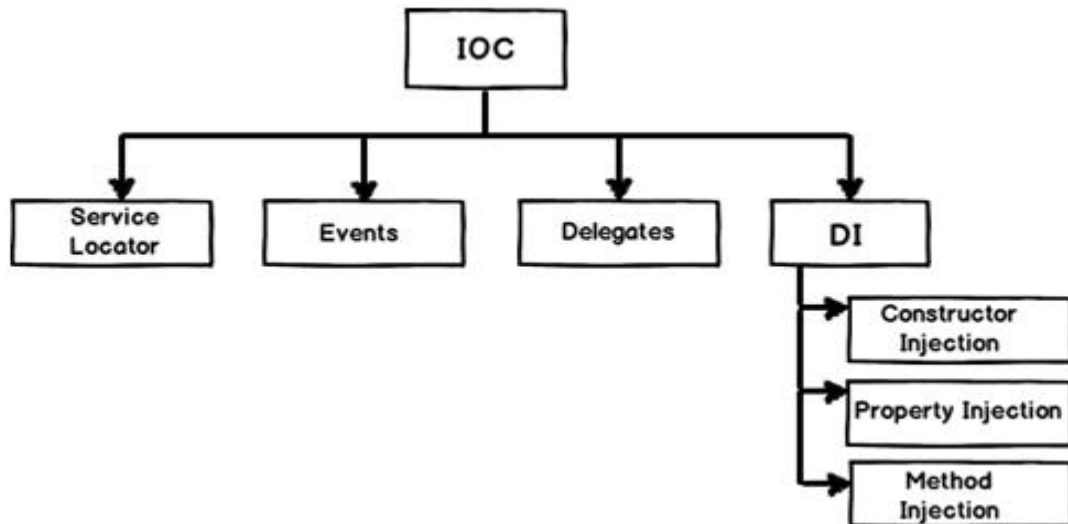 IOC
Service
Locator
Events
Delegates
DI
Constructor
Injection
Property Injection
Method
Injection